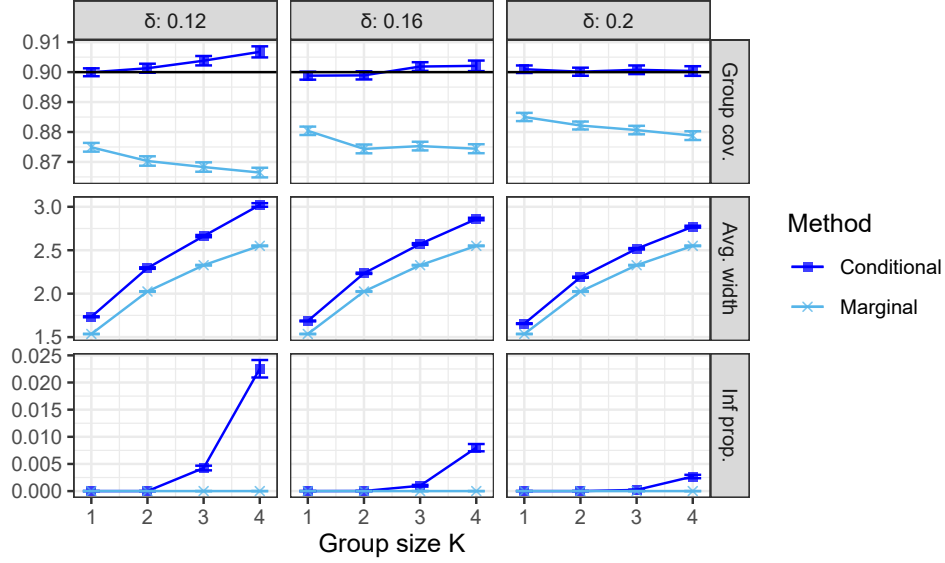 δ: 0.12
δ: 0.16
δ: 0.2
0.91
0.90
0.89
0.88
0.87
Group cov.
3.0
2.5
2.0
1.5
Avg. width
0.025
0.020
0.015
0.010
0.005
0.000
Inf prop.
1 2 3 4
1 2 3 4
1 2 3 4
Group size K
Method
Conditional
Marginal